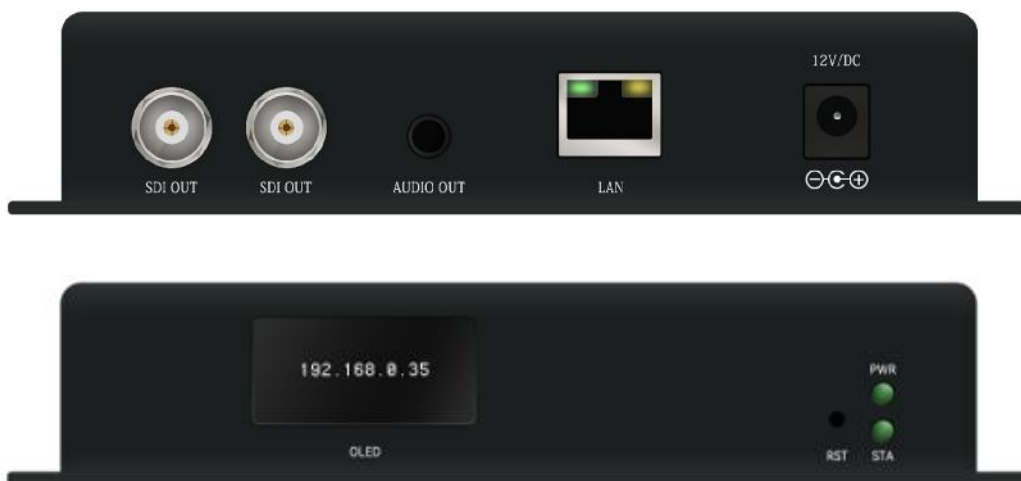 12V/DC
SDI OUT
SDI OUT
AUDIO OUT
LAN
192.168.0.35
PWR
OLED
RST
STA